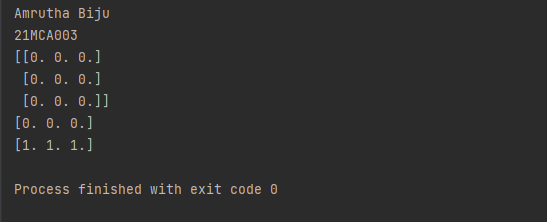 Amrutha Biju
21MCA003
[[0. 0. 0.]
 [0. 0. 0.]
 [0. 0. 0.]]
[0. 0. 0.]
[1. 1. 1.]
Process finished with exit code 0